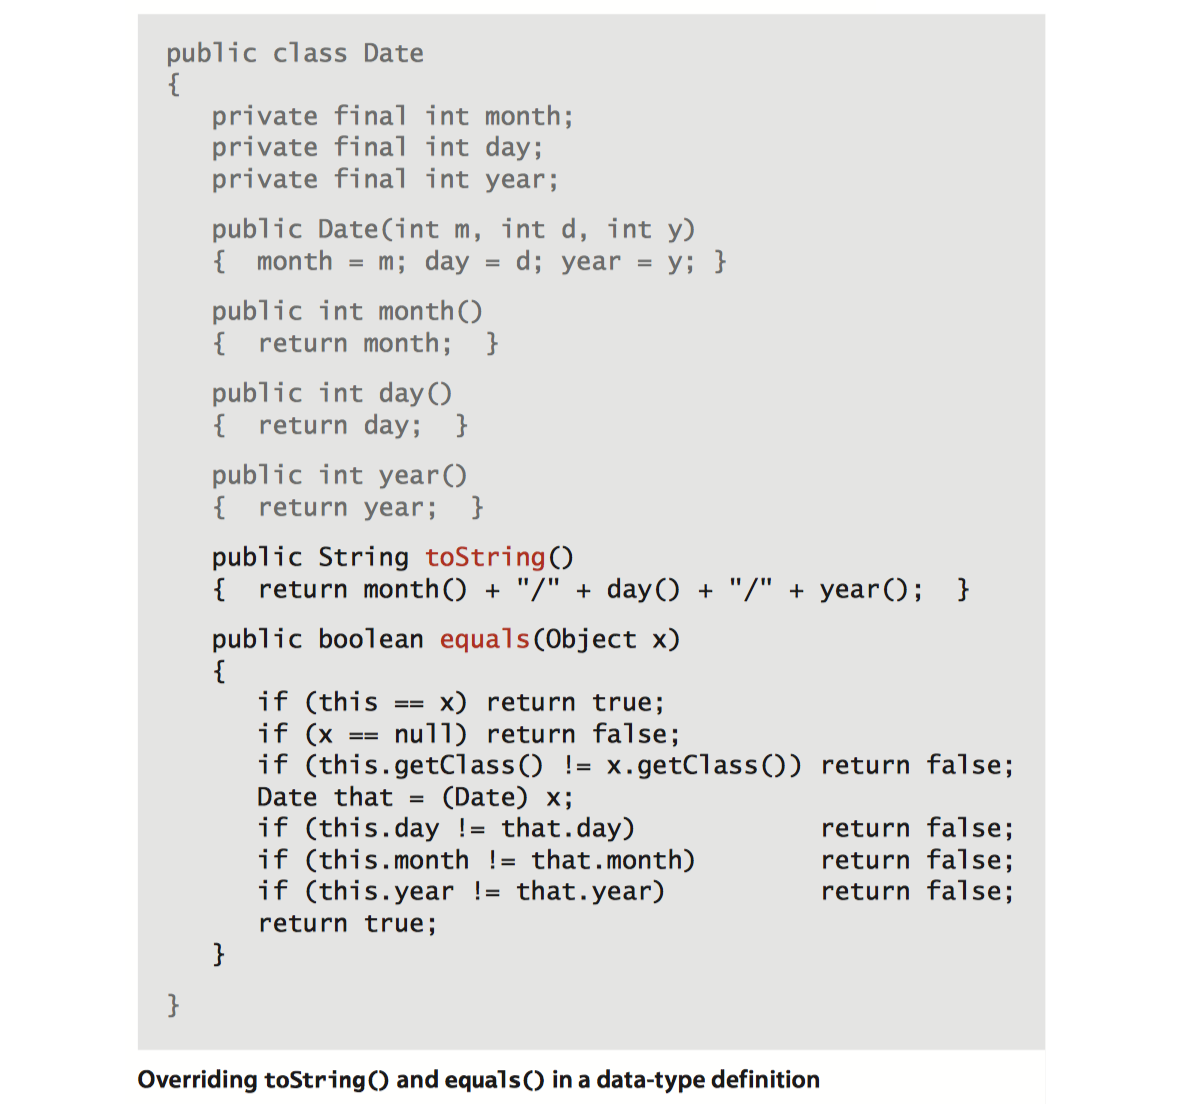 public class Date
{
   private final int month;
   private final int day;
   private final int year;
   public Date(int m, int d, int y)
   {  month = m; day = d; year = y; }
   public int month()
   {  return month;  }
   public int day()
   {  return day;  }
   public int year()
   {  return year;  }
   public String toString()
   {  return month() + "/" + day() + "/" + year();  }
   public boolean equals(Object x)
   {
      if (this == x) return true;
      if (x == null) return false;
      if (this.getClass() != x.getClass()) return false;
      Date that = (Date) x;
      if (this.day != that.day)            return false;
      if (this.month != that.month)        return false;
      if (this.year != that.year)          return false;
      return true;
   }
}
Overriding toString() and equals() in a data-type definition